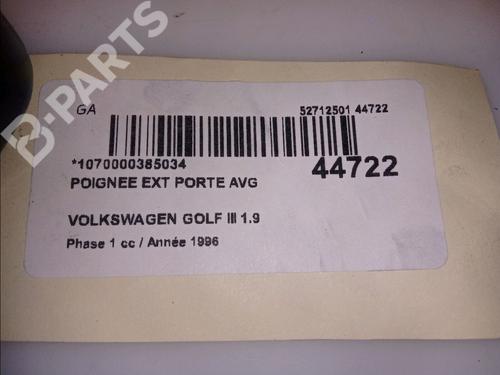 B-PARTS
GA
52712501 44722
*1070000385034
44722
POIGNEE EXT PORTE AVG
VOLKSWAGEN GOLF III 1.9
Phase 1 cc / Année 1996